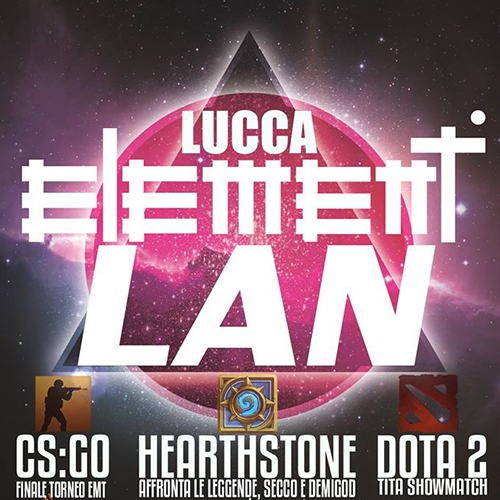 LUCCA
element
LAN
CS:GO HEARTHSTONE DOTA 2
FINALE TORNEO EMT AFFRONTA LE LEGGENDE, SECCO E DEMIGOD TITA SHOWMATCH